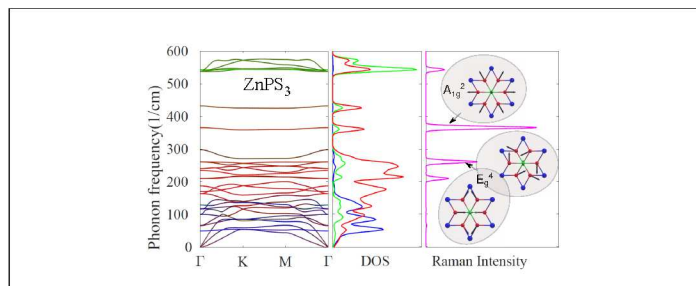 600
500
400
300
200
100
0
Phonon frequency(1/cm)
ZnPS₃
Γ K M Γ
DOS
Raman Intensity
A₁g²
Eg⁴